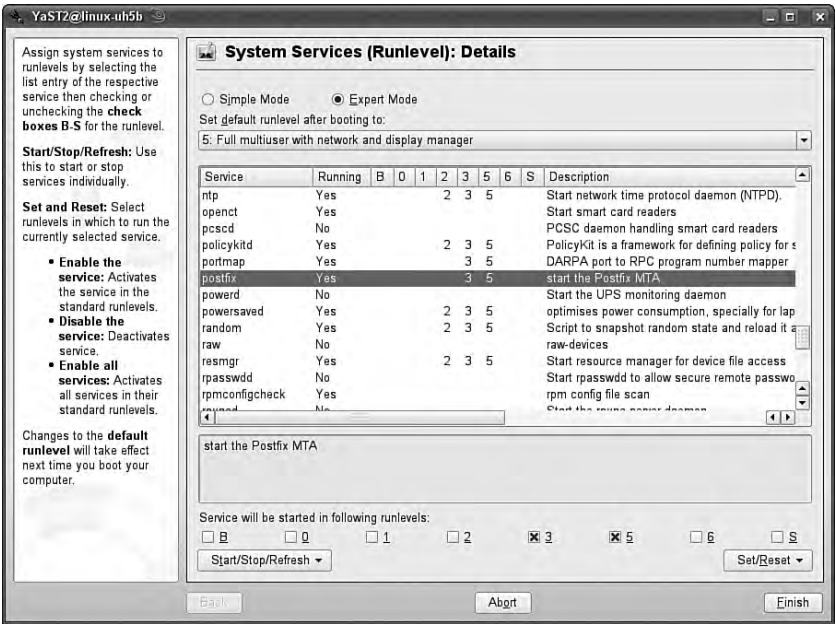 YaST2@linux-uh5b
Assign system services to
runlevels by selecting the
list entry of the respective
service then checking or
unchecking the check
boxes B-S for the runlevel.
Start/Stop/Refresh: Use
this to start or stop
services individually.
Set and Reset: Select
runlevels in which to run the
currently selected service.
• Enable the
service: Activates
the service in the
standard runlevels.
• Disable the
service: Deactivates
service.
• Enable all
services: Activates
all services in their
standard runlevels.
Changes to the default
runlevel will take effect
next time you boot your
computer.
System Services (Runlevel): Details
Simple Mode Expert Mode
Set default runlevel after booting to:
5: Full multiuser with network and display manager
Service Running B 0 1 2 3 5 6 S Description
ntp Yes 2 3 5 Start network time protocol daemon (NTPD).
openct Yes Start smart card readers
pcscd No PCSC daemon handling smart card readers
policykitd Yes 2 3 5 PolicyKit is a framework for defining policy for s
portmap Yes 3 5 DARPA port to RPC program number mapper
postfix Yes 3 5 start the Postfix MTA
powerd No Start the UPS monitoring daemon
powersaved Yes 2 3 5 optimises power consumption, specially for lap
random Yes 2 3 5 Script to snapshot random state and reload it a
raw No raw-devices
resmgr Yes 2 3 5 Start resource manager for device file access
rpasswdd No Start rpasswdd to allow secure remote passwo
rpmconfigcheck Yes rpm config file scan
start the Postfix MTA
Service will be started in following runlevels:
B 0 1 2 3 5 6 S
Start/Stop/Refresh Set/Reset
Back Abort Finish